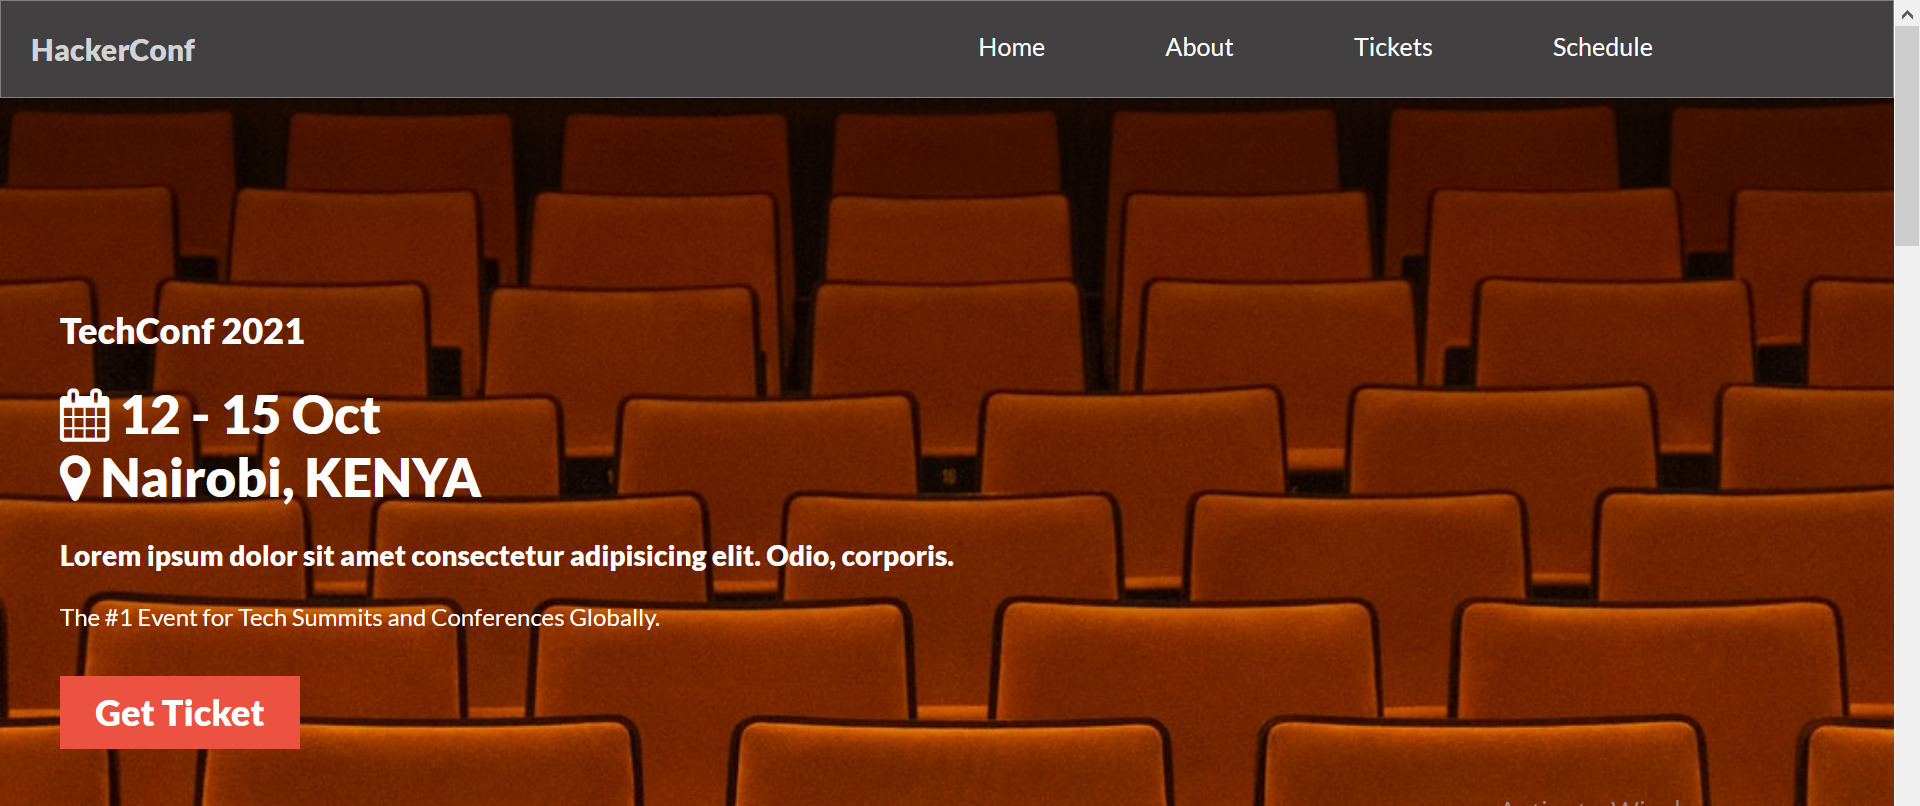 HackerConf
Home
About
Tickets
Schedule
TechConf 2021
12 - 15 Oct
Nairobi, KENYA
Lorem ipsum dolor sit amet consectetur adipisicing elit. Odio, corporis.
The #1 Event for Tech Summits and Conferences Globally.
Get Ticket